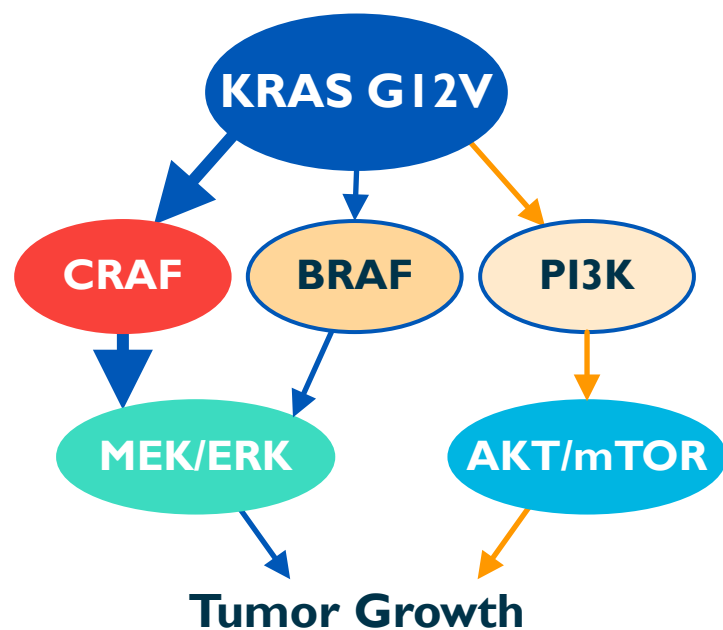 KRAS G12V
CRAF
BRAF
PI3K
MEK/ERK
AKT/mTOR
Tumor Growth